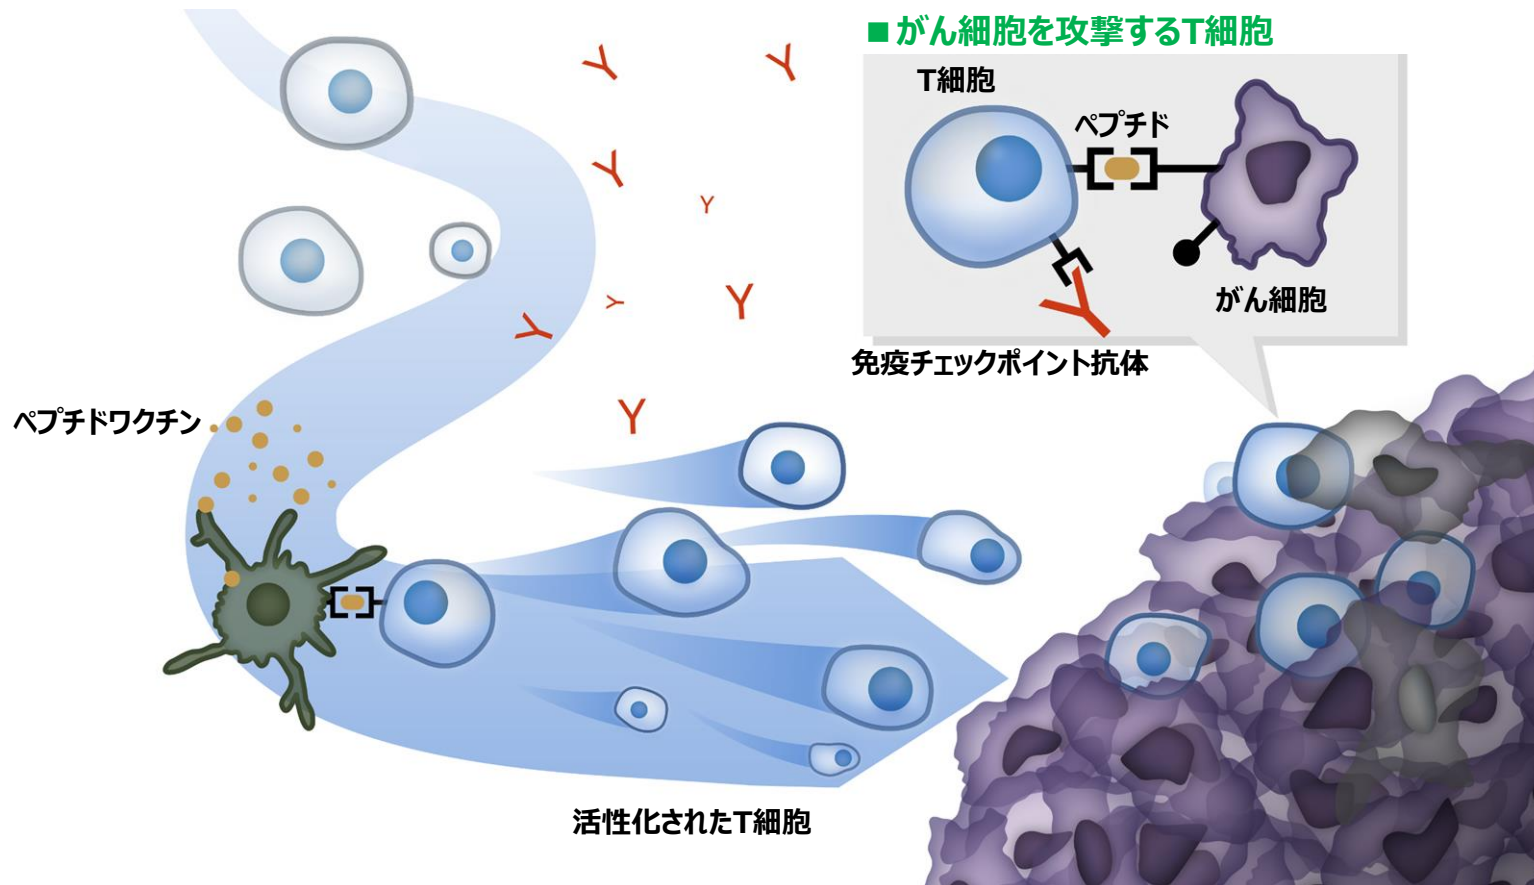 ■がん細胞を攻撃するT細胞
T細胞
ペプチド
がん細胞
免疫チェックポイント抗体
ペプチドワクチン
活性化されたT細胞